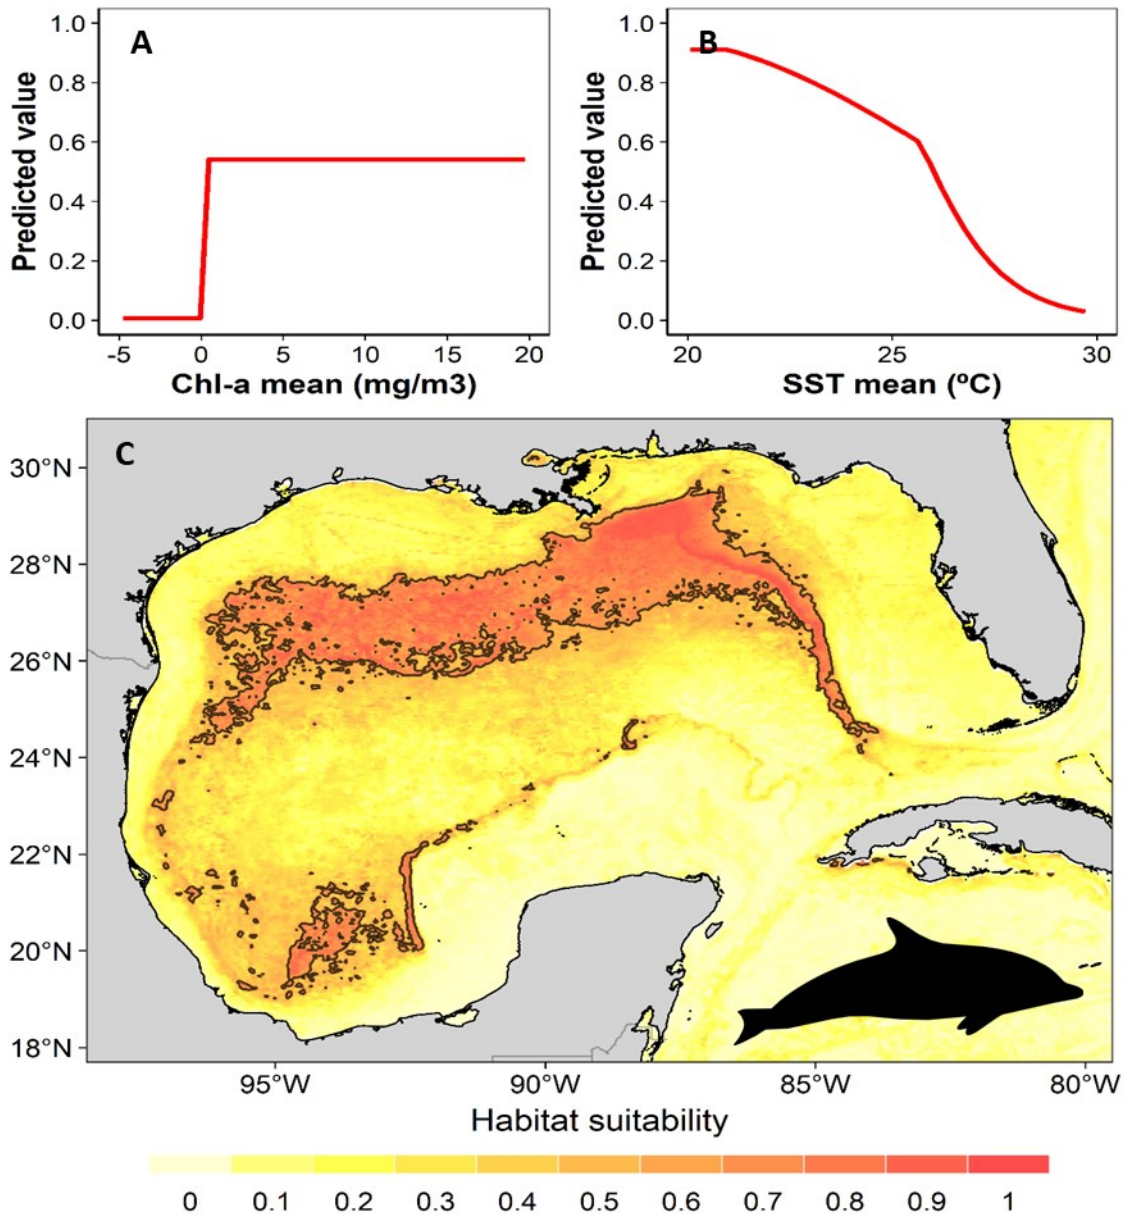 A
1.0
0.8
0.6
0.4
0.2
0.0
Predicted value
-5 0 5 10 15 20
Chl-a mean (mg/m3)
B
1.0
0.8
0.6
0.4
0.2
0.0
Predicted value
20 25 30
SST mean (ºC)
C
30°N
28°N
26°N
24°N
22°N
20°N
18°N
95°W 90°W 85°W 80°W
Habitat suitability
0 0.1 0.2 0.3 0.4 0.5 0.6 0.7 0.8 0.9 1